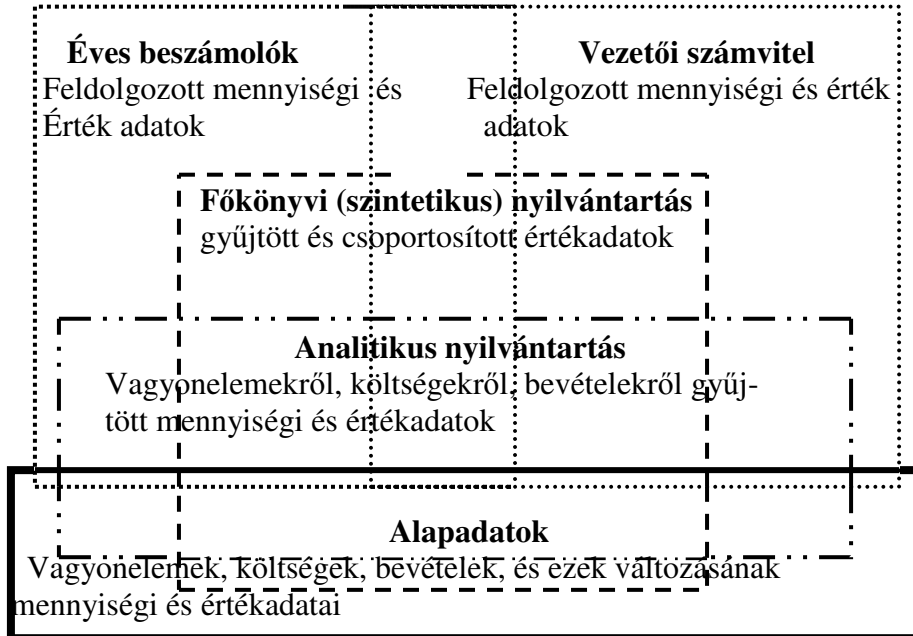 Éves beszámolók
Feldolgozott mennyiségi és
Érték adatok
Vezetői számvitel
Feldolgozott mennyiségi és érték
adatok
Főkönyvi (szintetikus) nyilvántartás
gyűjtött és csoportosított értékadatok
Analitikus nyilvántartás
Vagyonelemekről, költségekről, bevételekről gyűj-
tött mennyiségi és értékadatok
Alapadatok
Vagyonelemek, költségek, bevételek, és ezek változásának
mennyiségi és értékadatai